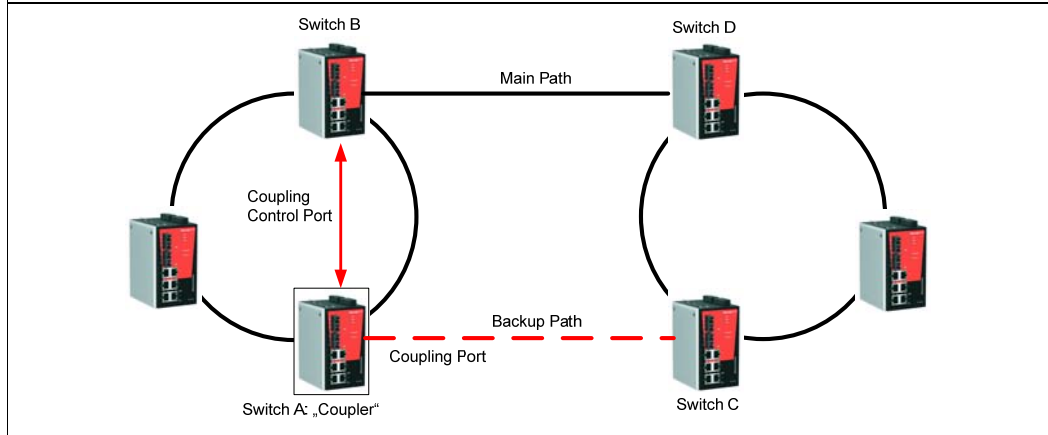 Switch B
Switch D
Main Path
Coupling
Control Port
Backup Path
Coupling Port
Switch A: „Coupler“
Switch C